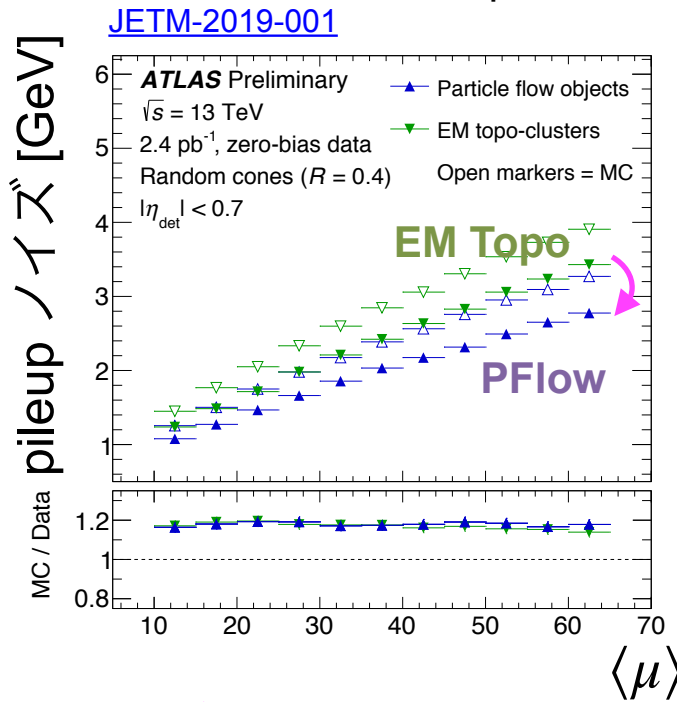 JETM-2019-001
pileup ノイズ [GeV]
ATLAS Preliminary
√s = 13 TeV
2.4 pb⁻¹, zero-bias data
Random cones (R = 0.4)
|η_det| < 0.7
Particle flow objects
EM topo-clusters
Open markers = MC
6
5
4
3
2
1
EM Topo
PFlow
MC / Data
1.2
1
0.8
10 20 30 40 50 60 70
⟨μ⟩